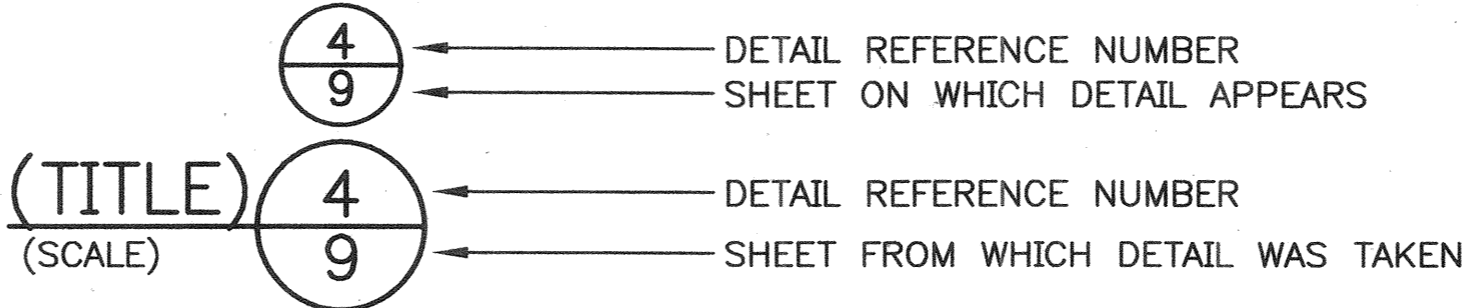 4 DETAIL REFERENCE NUMBER
9 SHEET ON WHICH DETAIL APPEARS
(TITLE) 4 DETAIL REFERENCE NUMBER
(SCALE) 9 SHEET FROM WHICH DETAIL WAS TAKEN